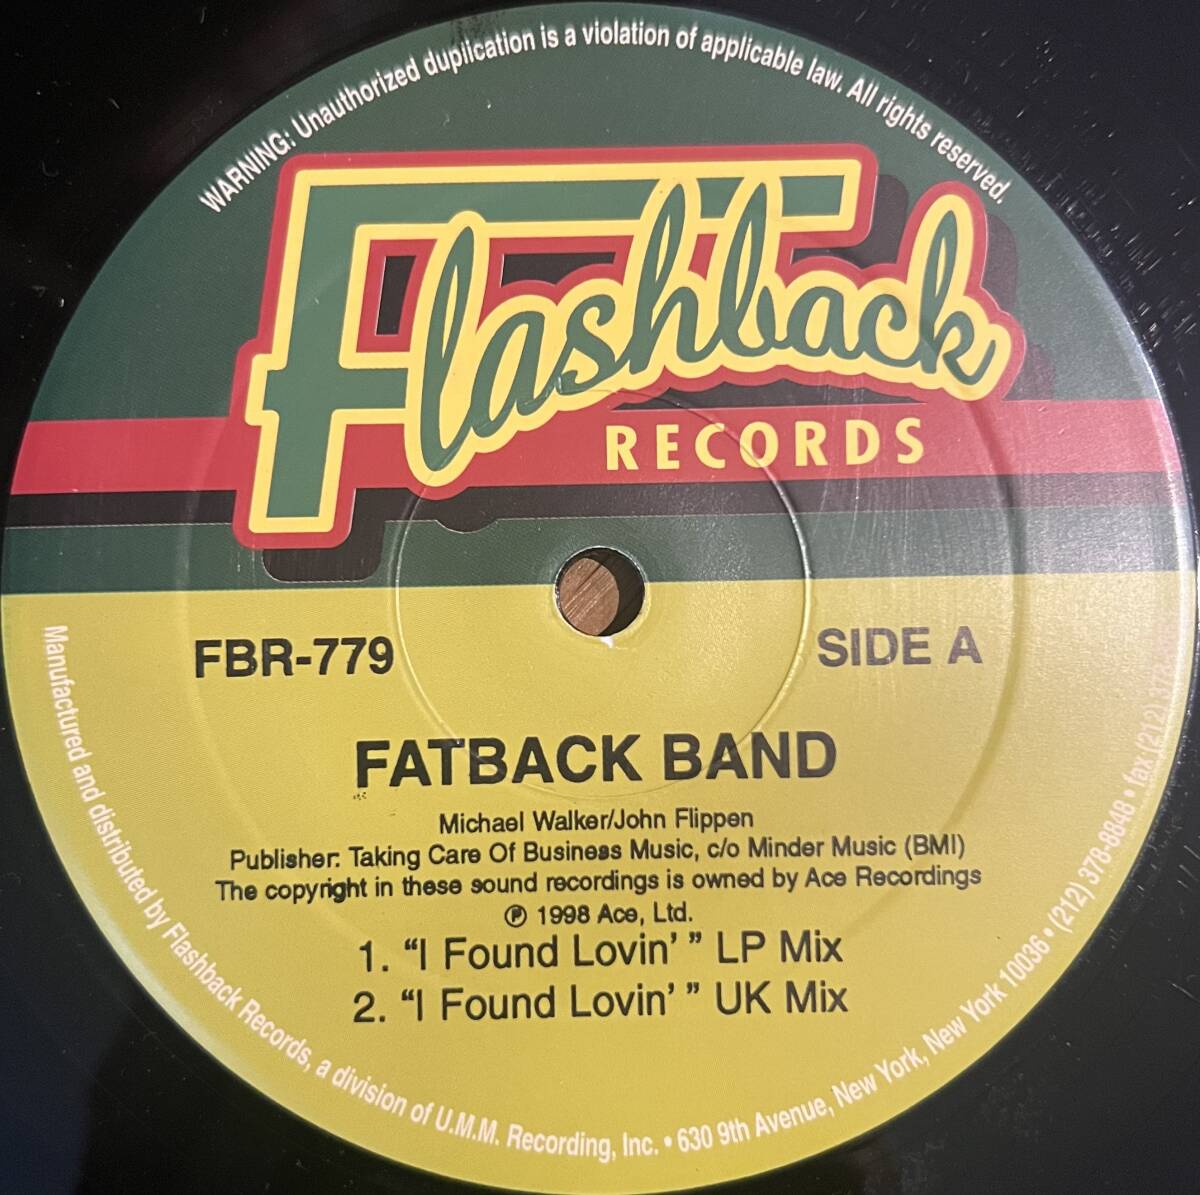 WARNING: Unauthorized duplication is a violation of applicable law. All rights reserved.
Flashback
RECORDS
FBR-779
SIDE A
FATBACK BAND
Michael Walker/John Flippen
Publisher: Taking Care Of Business Music, c/o Minder Music (BMI)
The copyright in these sound recordings is owned by Ace Recordings
℗ 1998 Ace, Ltd.
1. “I Found Lovin’ ” LP Mix
2. “I Found Lovin’ ” UK Mix
Manufactured and distributed by Flashback Records, a division of U.M.M. Recording, Inc. • 630 9th Avenue, New York, New York 10036 • (212) 378-8848 • fax (212)